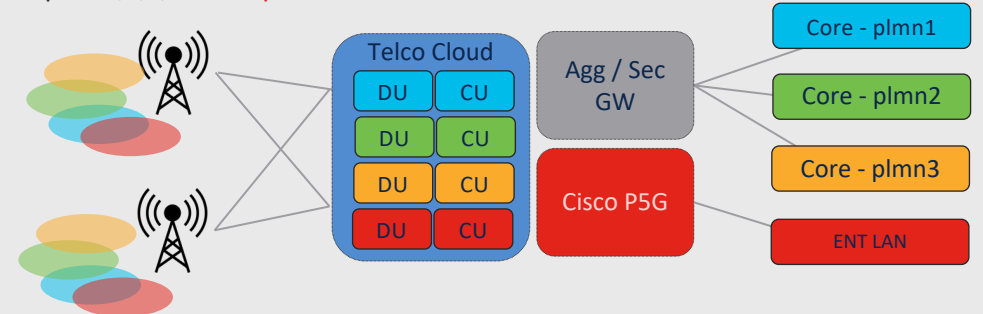 Telco Cloud
DU CU
DU CU
DU CU
DU CU
Agg / Sec
GW
Cisco P5G
Core - plmn1
Core - plmn2
Core - plmn3
ENT LAN